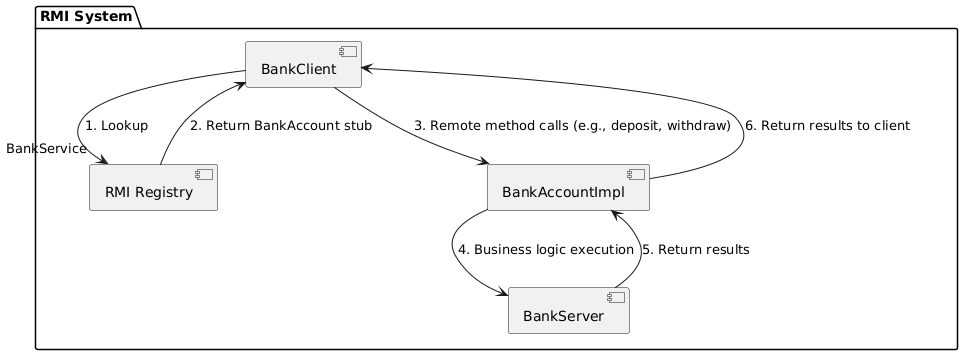 RMI System
BankClient
1. Lookup
2. Return BankAccount stub
3. Remote method calls (e.g., deposit, withdraw)
6. Return results to client
BankService
RMI Registry
BankAccountImpl
4. Business logic execution
5. Return results
BankServer